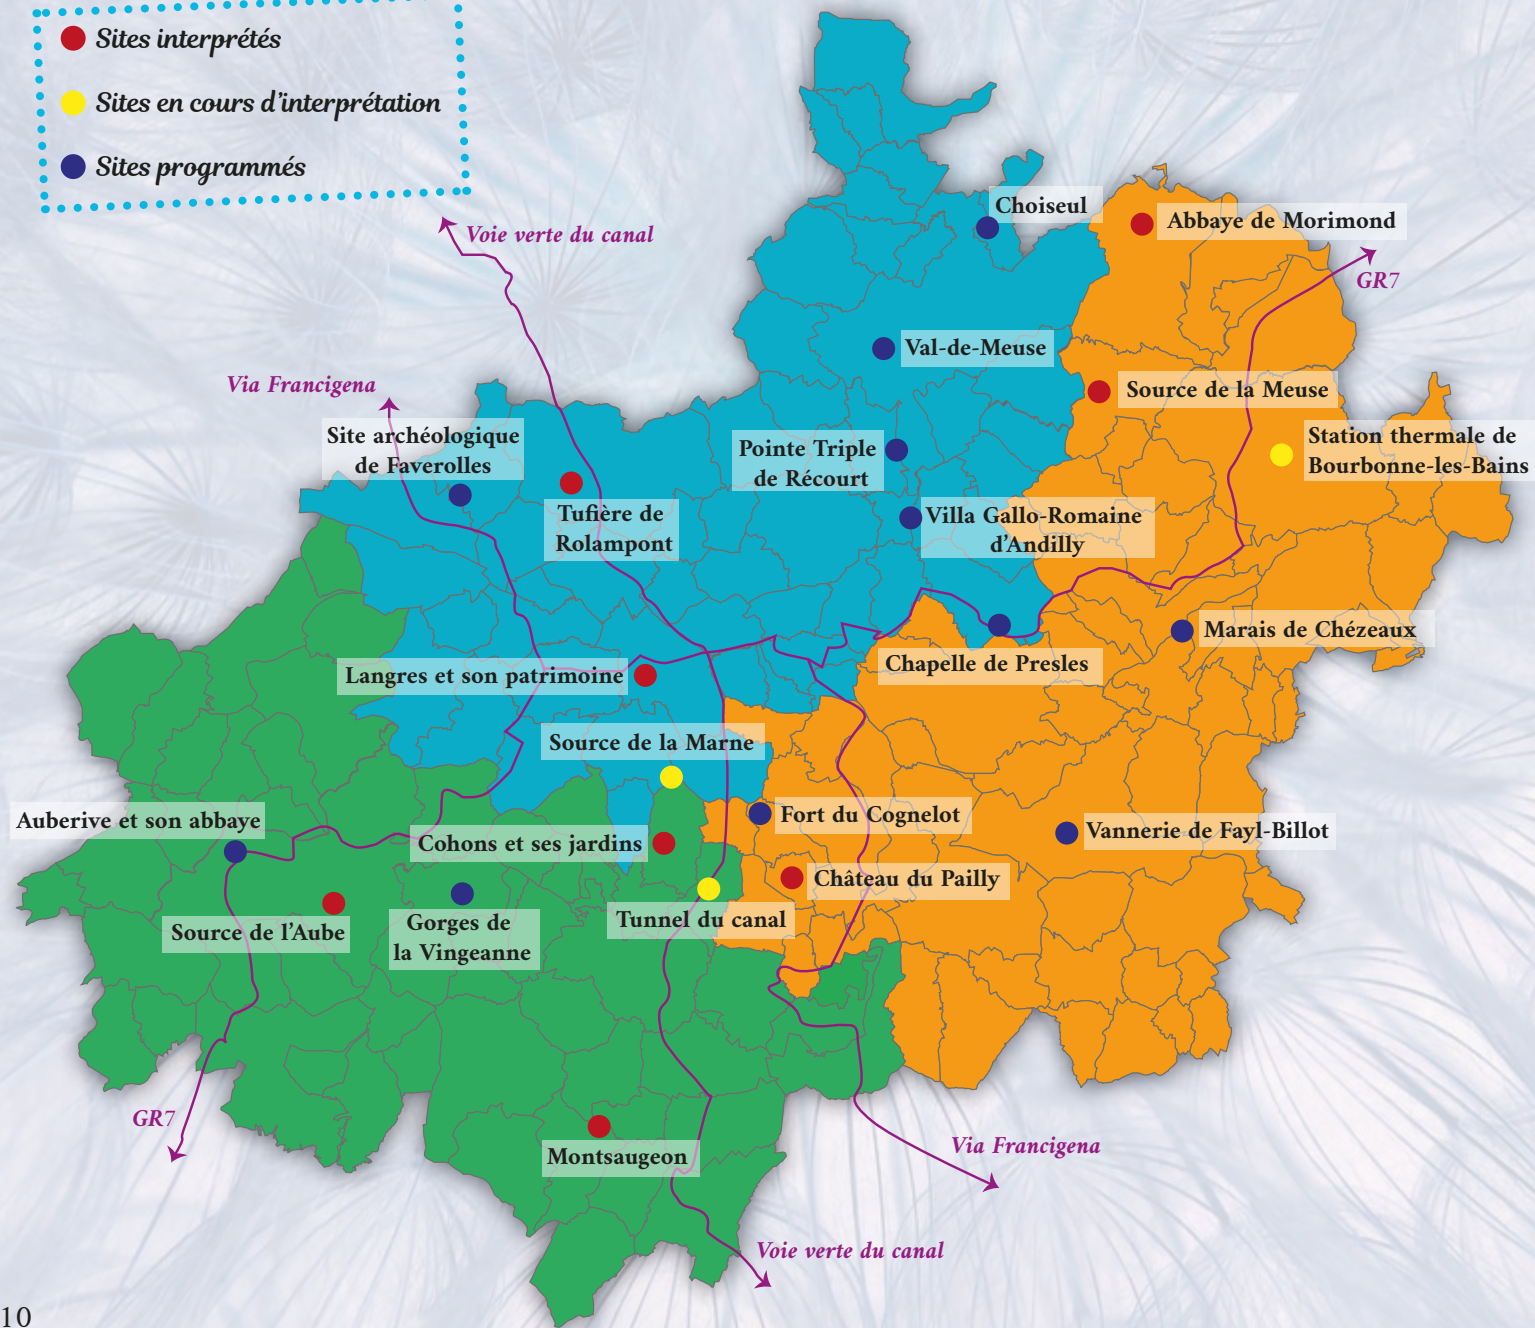 Sites interprétés
Sites en cours d'interprétation
Sites programmés
Choiseul
Abbaye de Morimond
Voie verte du canal
GR7
Val-de-Meuse
Via Francigena
Source de la Meuse
Site archéologique
de Faverolles
Pointe Triple
de Récourt
Station thermale de
Bourbonne-les-Bains
Tufière de
Rolampont
Villa Gallo-Romaine
d'Andilly
Marais de Chézeaux
Chapelle de Presles
Langres et son patrimoine
Source de la Marne
Auberive et son abbaye
Fort du Cognelot
Vannerie de Fayl-Billot
Cohons et ses jardins
Château du Pailly
Source de l'Aube
Gorges de
la Vingeanne
Tunnel du canal
GR7
Montsaugeon
Via Francigena
Voie verte du canal
10